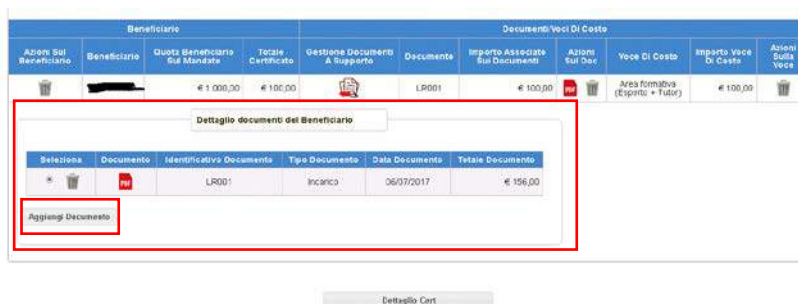 Beneficiario Documenti/Voci Di Costo
Azioni Sul Beneficiario Beneficiario Quota Beneficiario Sul Mandato Totale Certificato Gestione Documenti A Supporto Documento Importo Associato Sui Documenti Azioni Sul Doc Voce Di Costo Importo Voce Di Costo Azioni Sulla Voce
€ 1.000,00 € 100,00 LR001 € 100,00 PDF Area formativa (Esperto + Tutor) € 100,00
Dettaglio documenti del Beneficiario
Seleziona Documento Identificativo Documento Tipo Documento Data Documento Totale Documento
PDF LR001 Incarico 06/07/2017 € 156,00
Aggiungi Documento
Dettaglio Cert